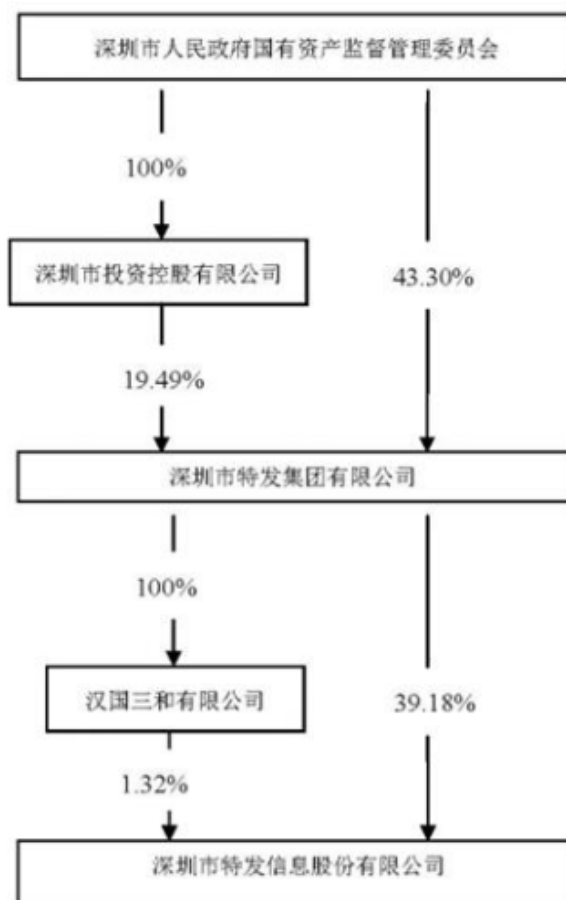 深圳市人民政府国有资产监督管理委员会
100%
深圳市投资控股有限公司
43.30%
19.49%
深圳市特发集团有限公司
100%
汉国三和有限公司
39.18%
1.32%
深圳市特发信息股份有限公司